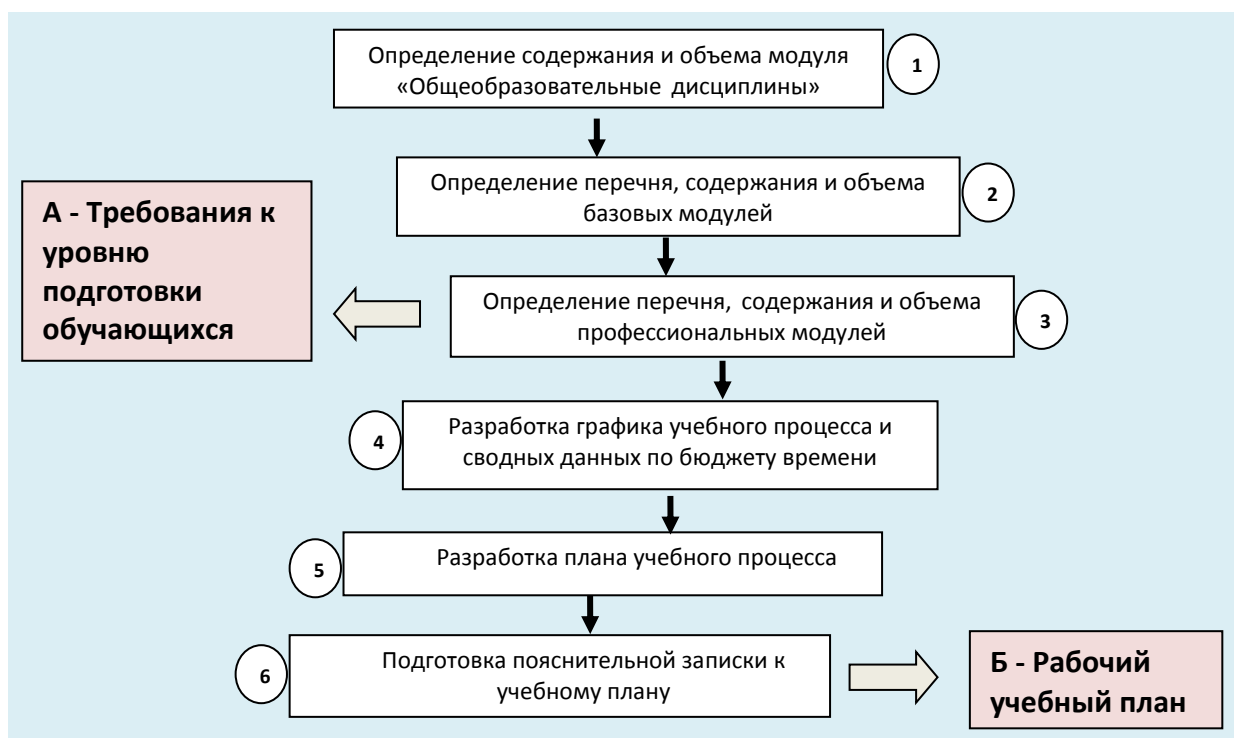 Определение содержания и объема модуля
«Общеобразовательные дисциплины»
1
Определение перечня, содержания и объема
базовых модулей
2
А - Требования к
уровню
подготовки
обучающихся
Определение перечня, содержания и объема
профессиональных модулей
3
4
Разработка графика учебного процесса и
сводных данных по бюджету времени
5
Разработка плана учебного процесса
6
Подготовка пояснительной записки к
учебному плану
Б - Рабочий
учебный план